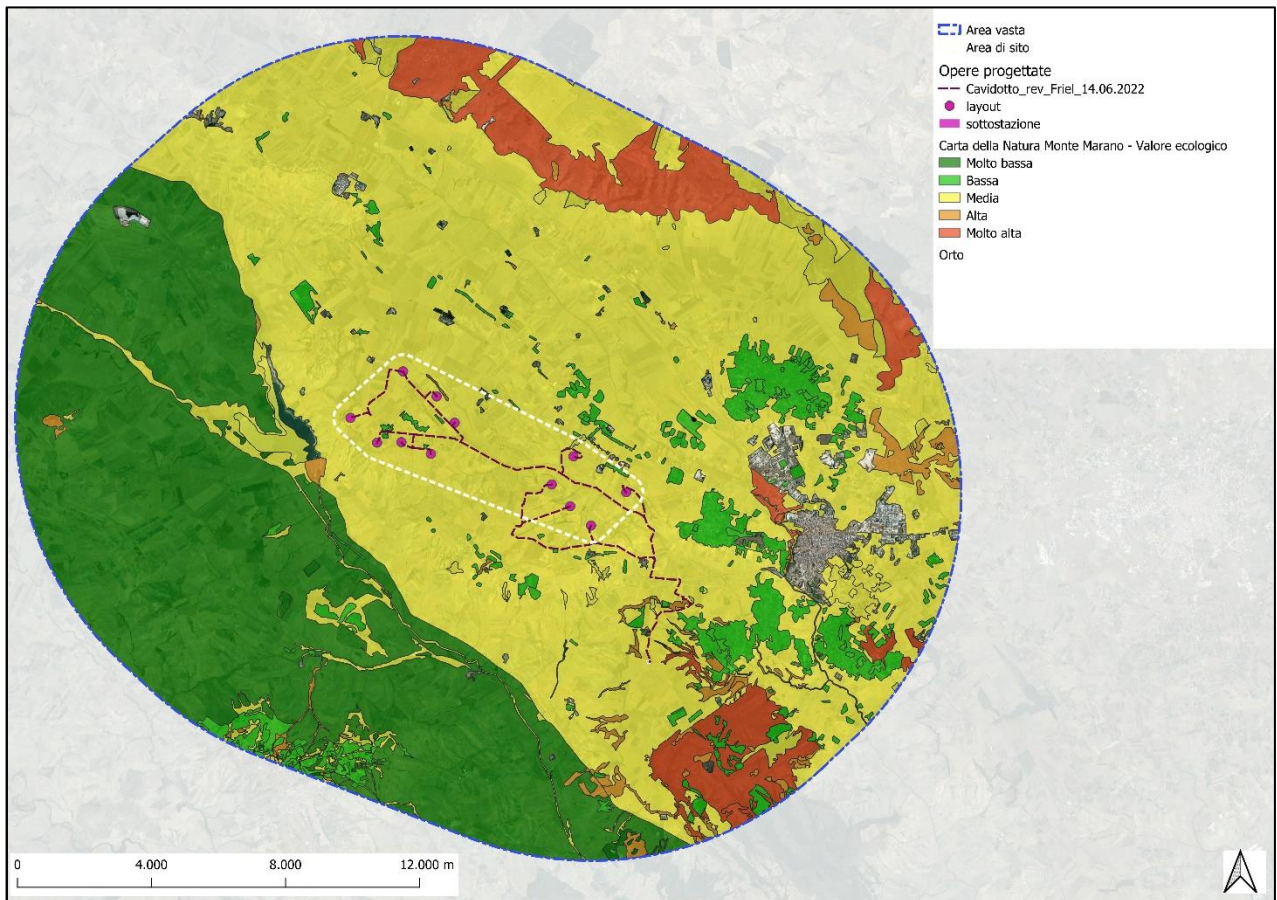 Area vasta
Area di sito
Opere progettate
Cavidotto_rev_Friel_14.06.2022
layout
sottostazione
Carta della Natura Monte Marano - Valore ecologico
Molto bassa
Bassa
Media
Alta
Molto alta
Orto
0 4.000 8.000 12.000 m